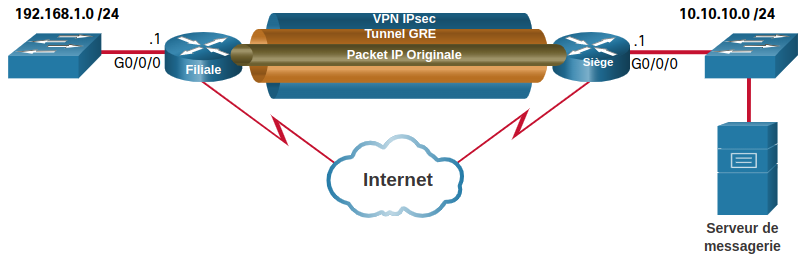 192.168.1.0 /24
VPN IPsec
10.10.10.0 /24
Tunnel GRE
.1
.1
Packet IP Originale
G0/0/0
Filiale
Siège
G0/0/0
Internet
Serveur de
messagerie